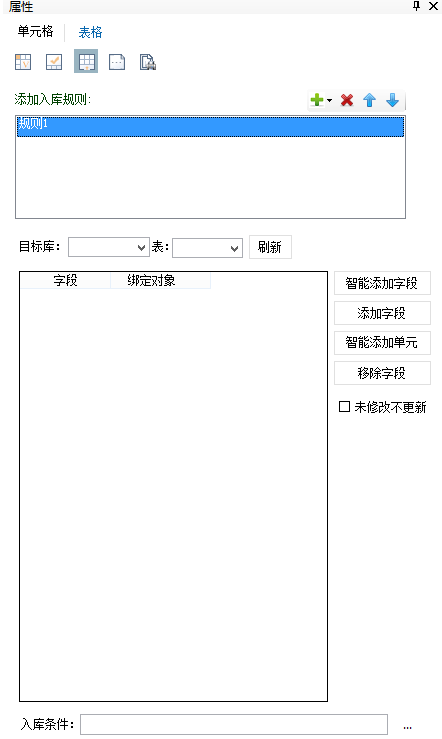 属性
单元格 表格
添加入库规则:
规则1
目标库: 表: 刷新
字段 绑定对象
智能添加字段
添加字段
智能添加单元
移除字段
未修改不更新
入库条件: ...